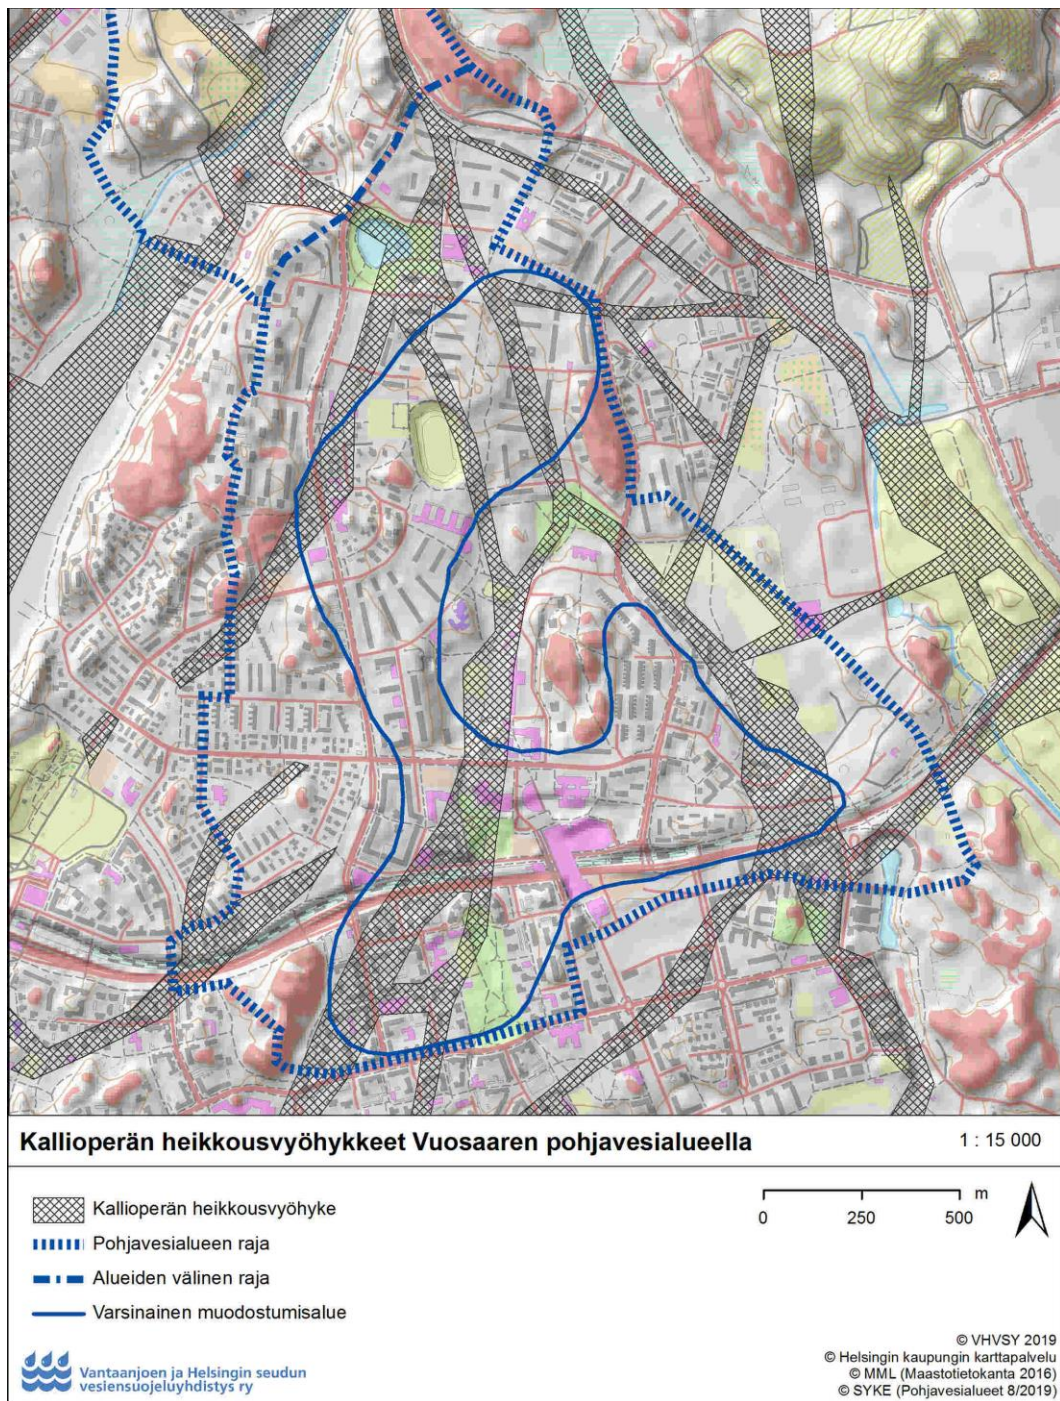 Kallioperän heikkousvyöhykkeet Vuosaaren pohjavesialueella
1 : 15 000
Kallioperän heikkousvyöhyke
Pohjavesialueen raja
Alueiden välinen raja
Varsinainen muodostumisalue
m
0 250 500
Vantaanjoen ja Helsingin seudun
vesiensuojeluyhdistys ry
© VHVSY 2019
© Helsingin kaupungin karttapalvelu
© MML (Maastotietokanta 2016)
© SYKE (Pohjavesialueet 8/2019)